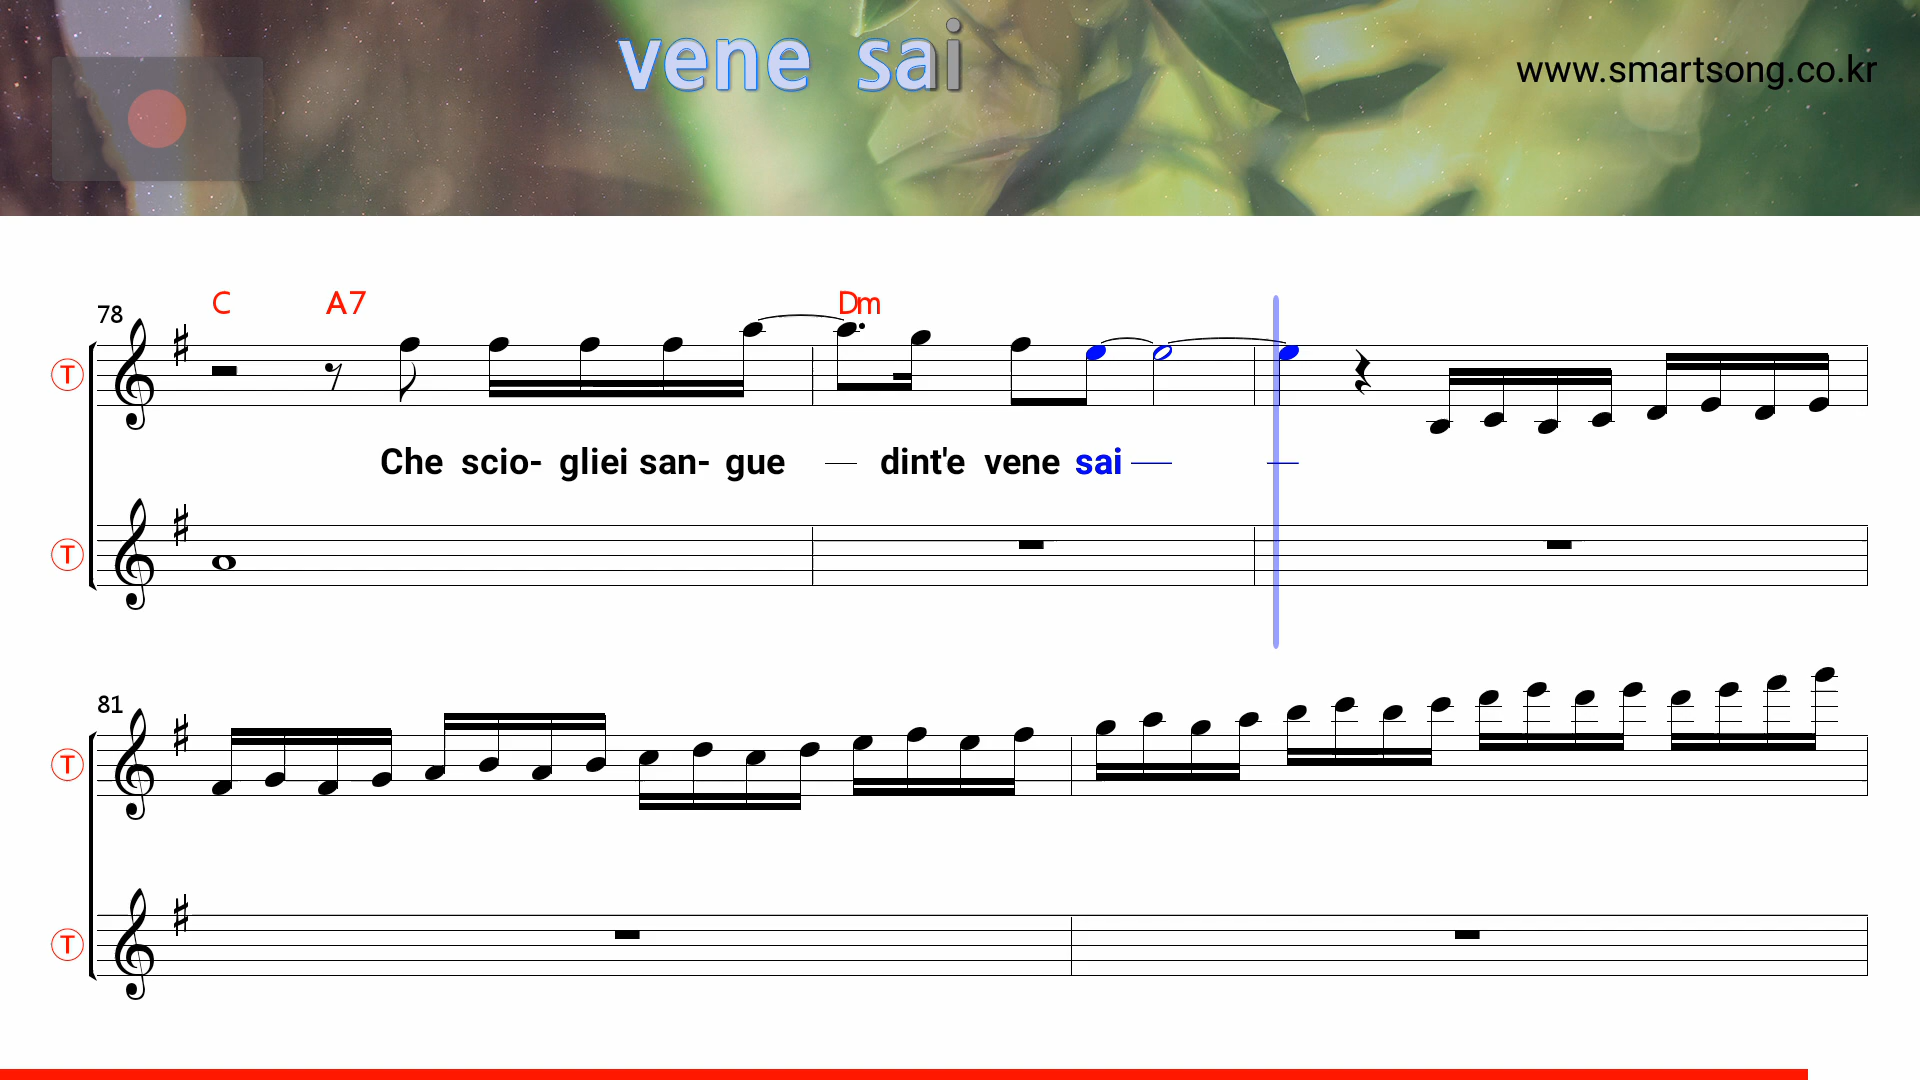 vene sai
www.smartsong.co.kr
C A7 Dm
78
T
Che scio- gliei san- gue — dint'e vene sai — —
T
81
T
T